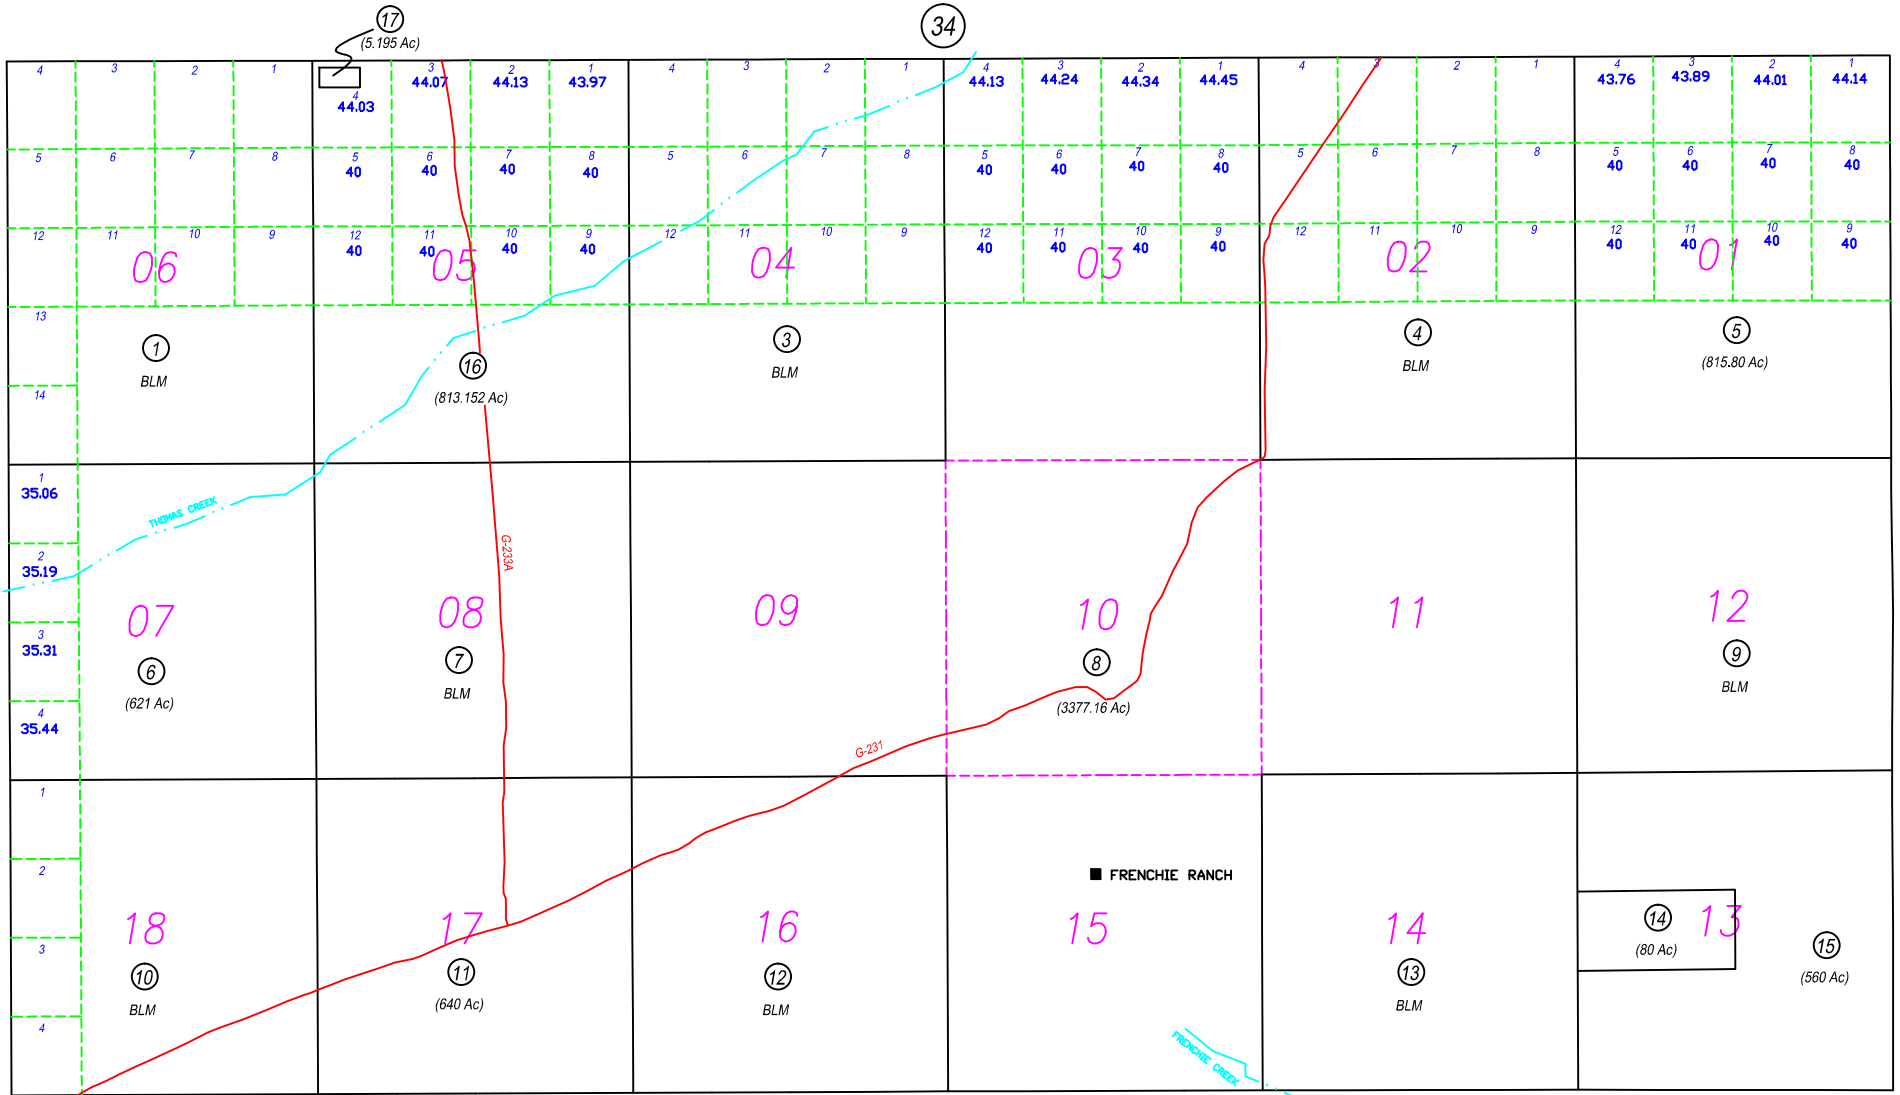 17
(5.195 Ac)
34
4 3 2 1 3 2 1 4 3 2 1 4 3 2 1 4 3 2 1 4 3 2 1
44.07 44.13 43.97 44.13 44.24 44.34 44.45 43.76 43.89 44.01 44.14
4
44.03
5 6 7 8 5 6 7 8 5 6 7 8 5 6 7 8 5 6 7 8 5 6 7 8
40 40 40 40 40 40 40 40 40 40 40 40
12 11 10 9 12 11 10 9 12 11 10 9 12 11 10 9 12 11 10 9 12 11 10 9
40 40 40 40 40 40 40 40 40 40 40 40
06 05 04 03 02 01
13
1 3 4 5
BLM BLM BLM (815.80 Ac)
16
14
(813.152 Ac)
1
35.06
THOMAS CREEK
G-233A
2
35.19
07 08 09 10 11 12
3
35.31
6 7 8 9
(621 Ac) BLM (3377.16 Ac) BLM
4
35.44
G-231
1
2
FRENCHIE RANCH
18 17 16 15 14 13
14
(80 Ac)
3
10 11 12 13 15
BLM (640 Ac) BLM BLM (560 Ac)
4
FRENCHIE CREEK